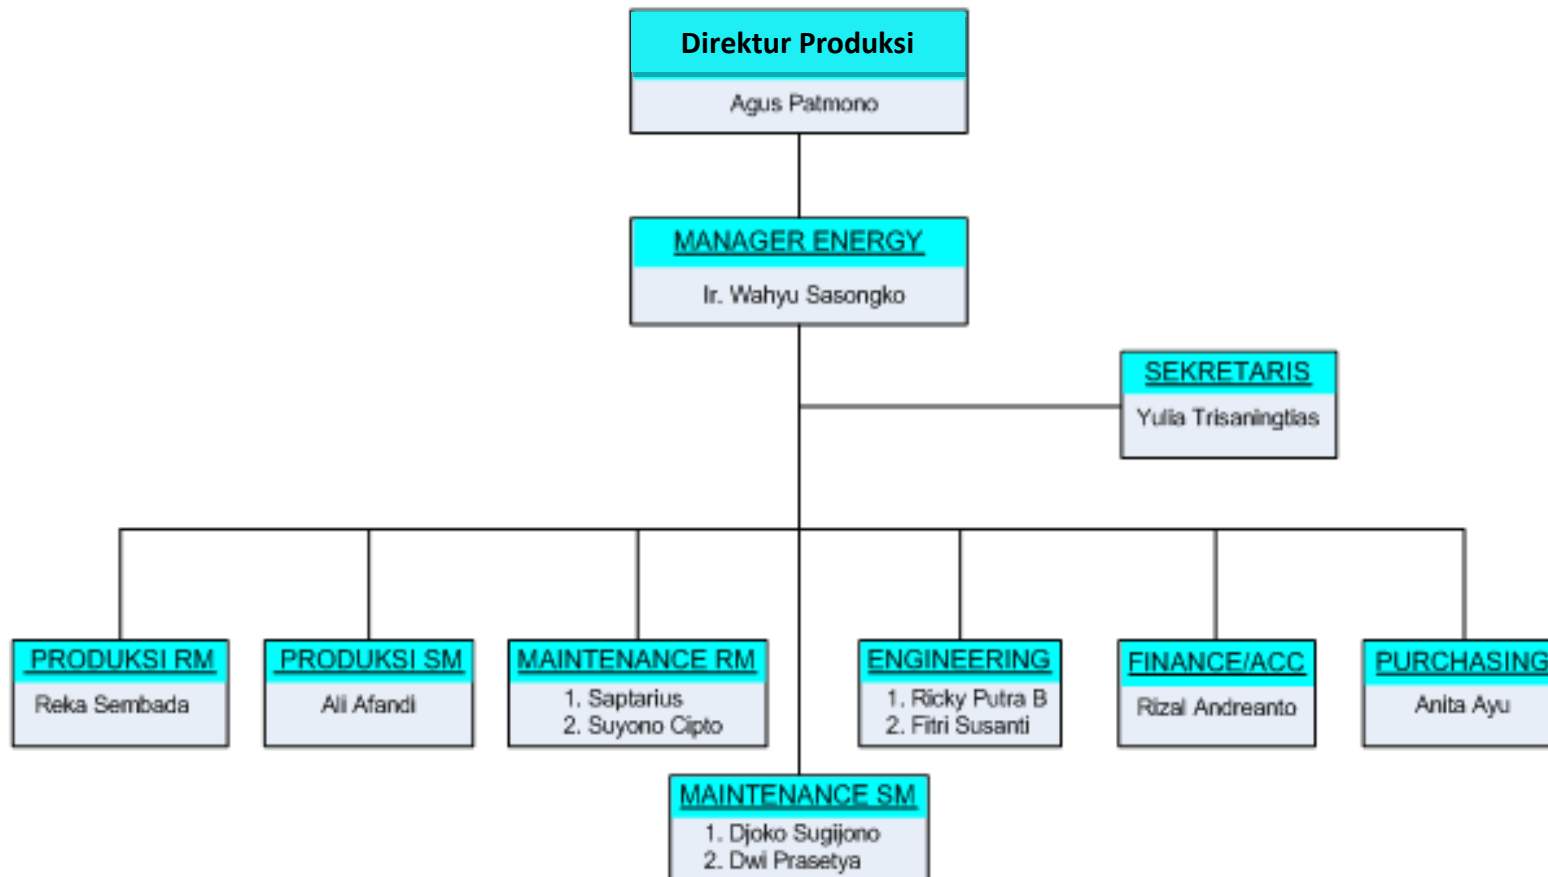 Direktur Produksi
Agus Patmono
MANAGER ENERGY
Ir. Wahyu Sasongko
SEKRETARIS
Yulia Trisaningtias
PRODUKSI RM
Reka Sembada
PRODUKSI SM
Ali Afandi
MAINTENANCE RM
1. Saptarius
2. Suyono Cipto
ENGINEERING
1. Ricky Putra B
2. Fitri Susanti
FINANCE/ACC
Rizal Andreanto
PURCHASING
Anita Ayu
MAINTENANCE SM
1. Djoko Sugijono
2. Dwi Prasetya